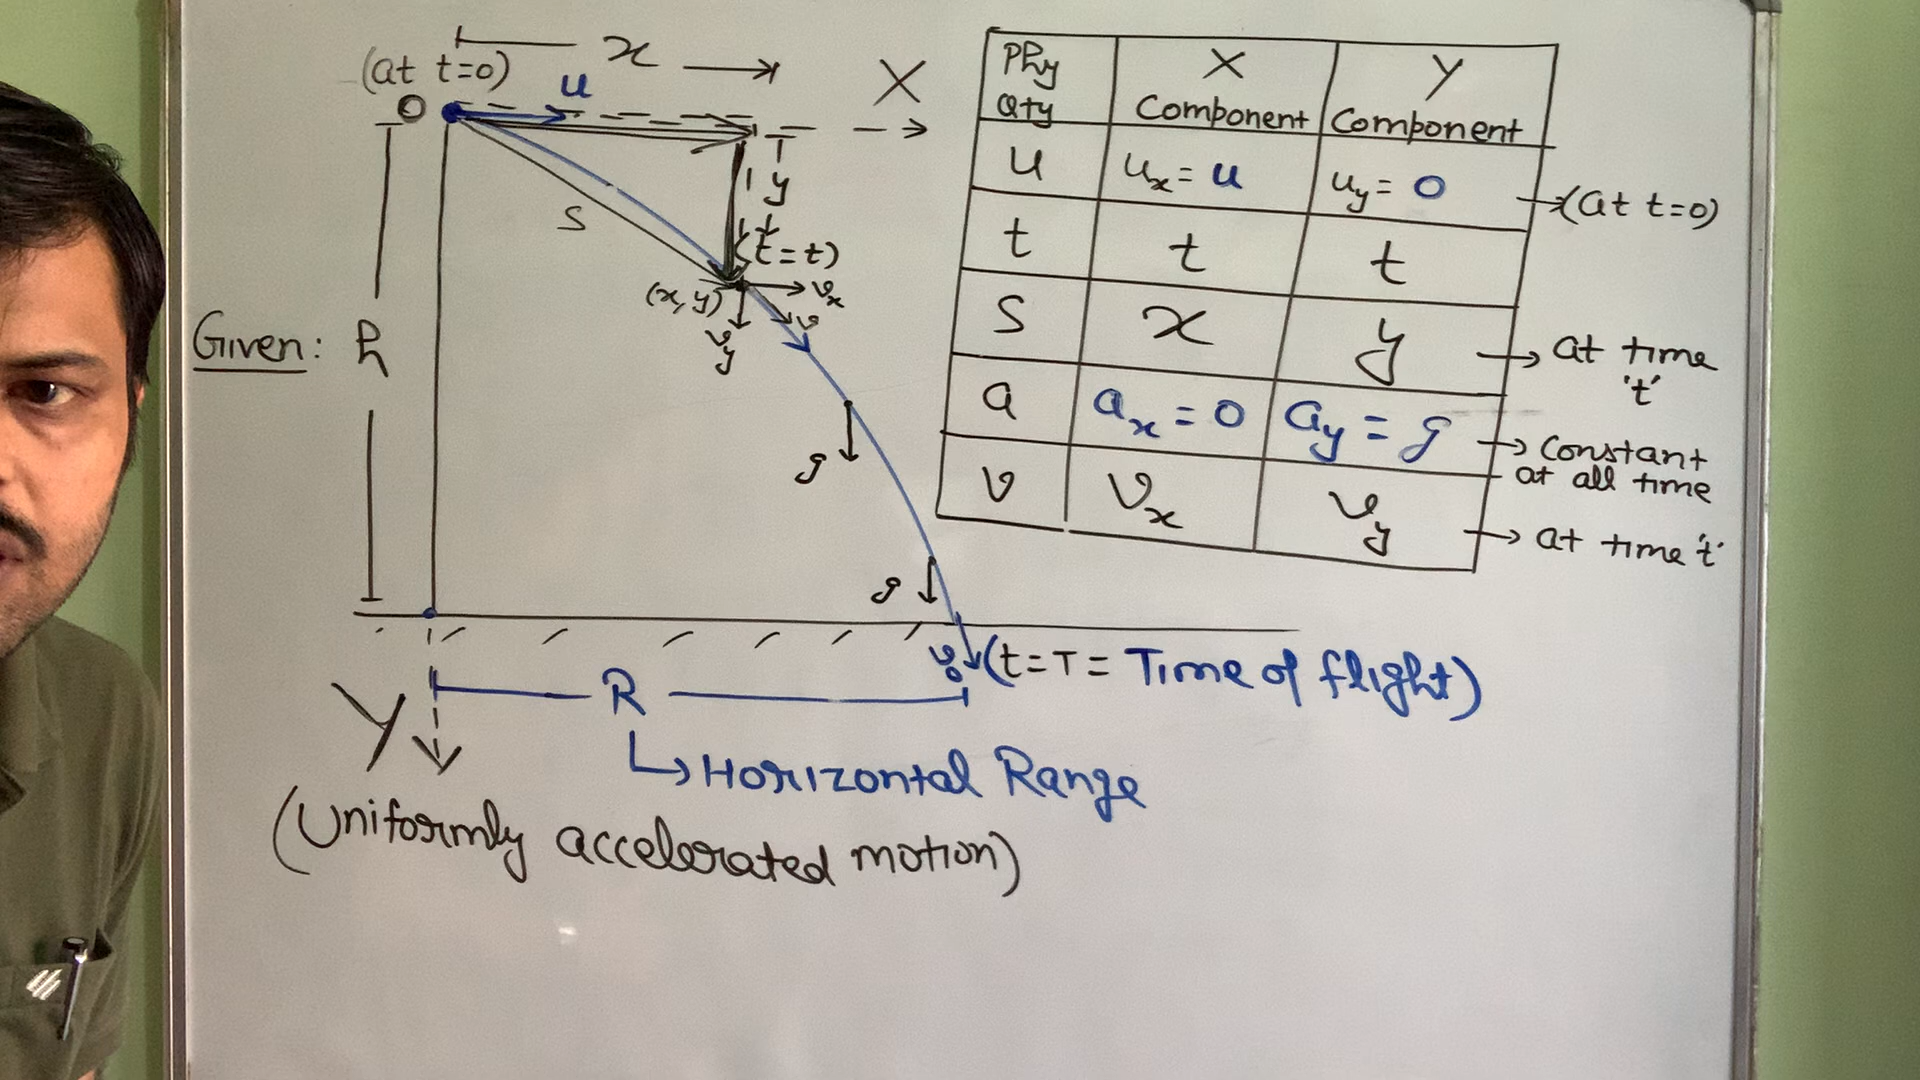 x
(at t=0)
u
X
O
y
S
(t=t)
(x,y)
vx
v
vy
Given: h
g
g
v0
(t=T= Time of flight)
R
Y
Horizontal Range
(Uniformly accelerated motion)
Phy Qty X Component Y Component
u ux= u uy= 0 →(at t=0)
t t t
S x y → at time 't'
a ax = 0 ay = g → Constant at all time
v vx vy → at time 't'